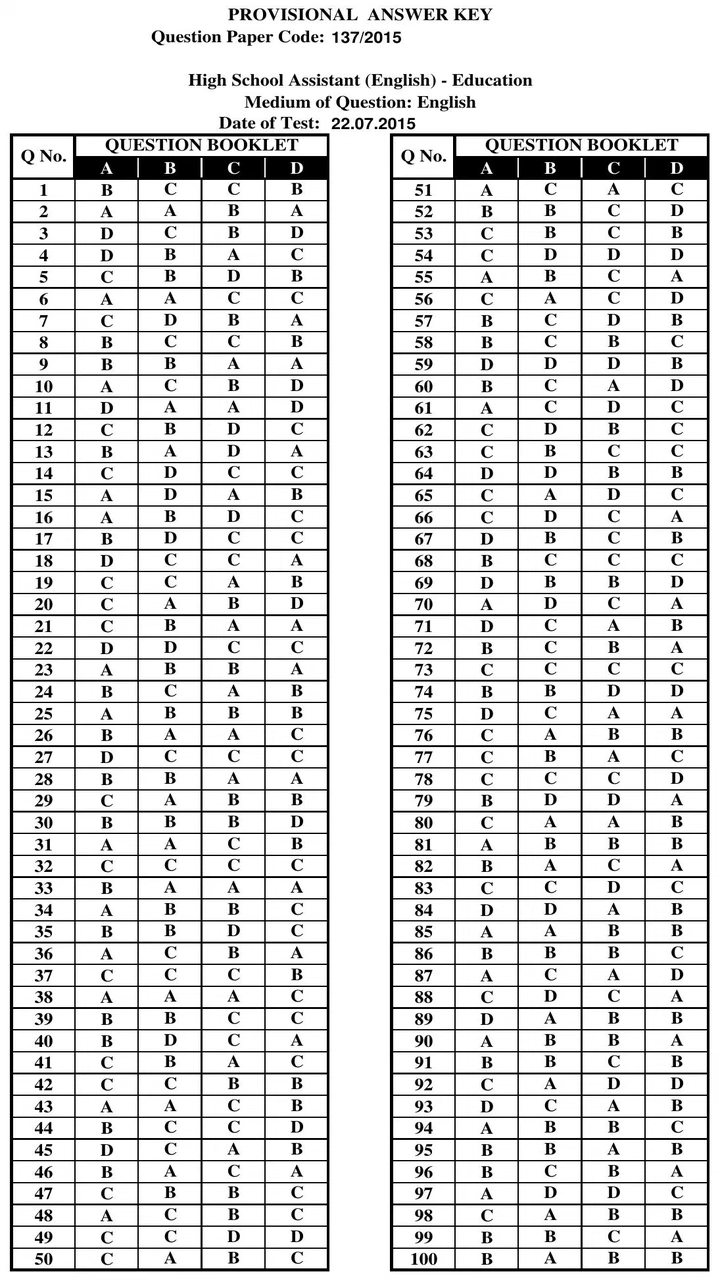 PROVISIONAL ANSWER KEY
Question Paper Code: 137/2015
High School Assistant (English) - Education
Medium of Question: English
Date of Test: 22.07.2015
Q No. QUESTION BOOKLET
A B C D
1 B C C B
2 A A B A
3 D C B D
4 D B A C
5 C B D B
6 A A C C
7 C D B A
8 B C C B
9 B B A A
10 A C B D
11 D A A D
12 C B D C
13 B A D A
14 C D C C
15 A D A B
16 A B D C
17 B D C C
18 D C C A
19 C C A B
20 C A B D
21 C B A A
22 D D C C
23 A B B A
24 B C A B
25 A B B B
26 B A A C
27 D C C C
28 B B A A
29 C A B B
30 B B B D
31 A A C B
32 C C C C
33 B A A A
34 A B B C
35 B B D C
36 A C B A
37 C C C B
38 A A A C
39 B B C C
40 B D C A
41 C B A C
42 C C B B
43 A A C B
44 B C C D
45 D C A B
46 B A C A
47 C B B C
48 A C B C
49 C C D D
50 C A B C
Q No. QUESTION BOOKLET
A B C D
51 A C A C
52 B B C D
53 C B C B
54 C D D D
55 A B C A
56 C A C D
57 B C D B
58 B C B C
59 D D D B
60 B C A D
61 A C D C
62 C D B C
63 C B C C
64 D D B B
65 C A D C
66 C D C A
67 D B C B
68 B C C C
69 D B B D
70 A D C A
71 D C A B
72 B C B A
73 C C C C
74 B B D D
75 D C A A
76 C A B B
77 C B A C
78 C C C D
79 B D D A
80 C A A B
81 A B B B
82 B A C A
83 C C D C
84 D D A B
85 A A B B
86 B B B C
87 A C A D
88 C D C A
89 D A B B
90 A B B A
91 B B C B
92 C A D D
93 D C A B
94 A B B C
95 B B A B
96 B C B A
97 A D D C
98 C A B B
99 B B C A
100 B A B B